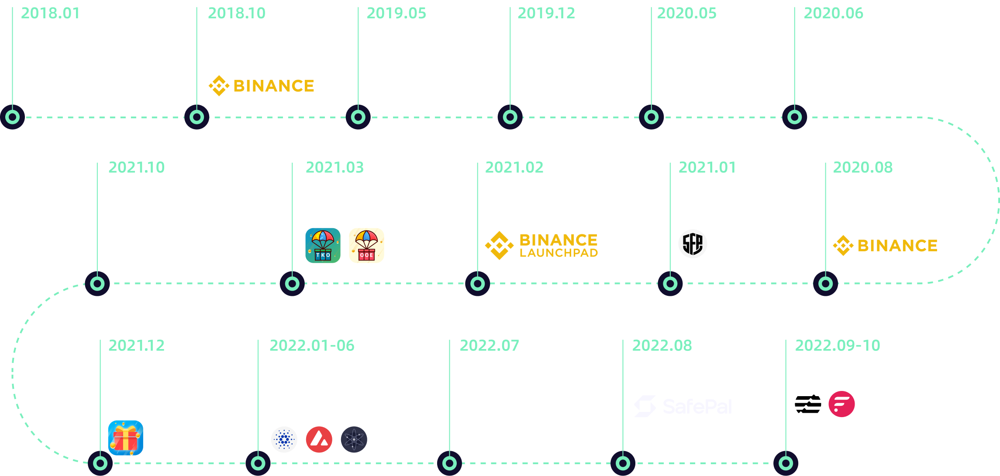 2018.01
2018.10
2019.05
2019.12
2020.05
2020.06
BINANCE
2021.10
2021.03
2021.02
2021.01
2020.08
TKO
OOE
BINANCE
LAUNCHPAD
SFP
BINANCE
2021.12
2022.01-06
2022.07
2022.08
2022.09-10
SafePal